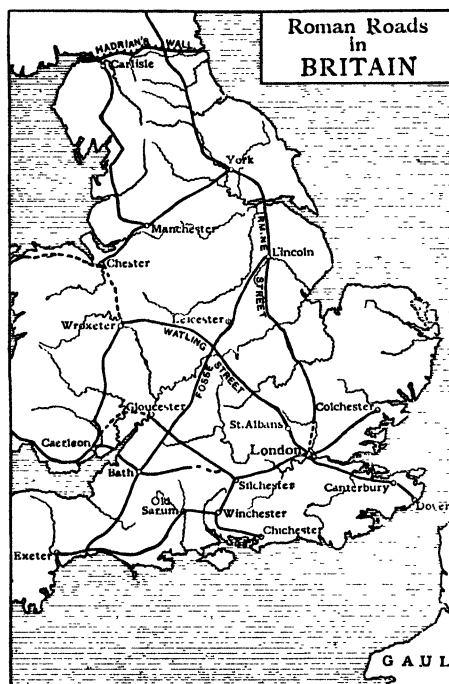 Roman Roads
in
BRITAIN
HADRIAN'S WALL
Carlisle
York
Manchester
ERMINE STREET
Lincoln
Chester
Leicester
Wroxeter
WATLING STREET
FOSSE
Gloucester
Colchester
St. Albans
Caerleon
London
Bath
Silchester
Canterbury
Old
Sarum
Winchester
Dover
Chichester
Exeter
GAUL